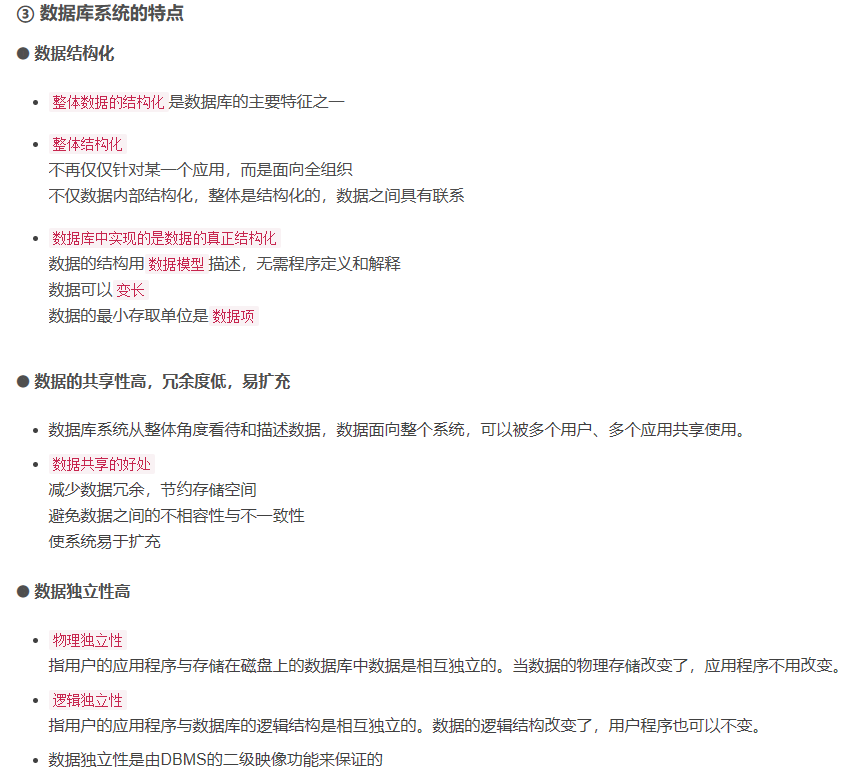 ③ 数据库系统的特点
● 数据结构化
• 整体数据的结构化 是数据库的主要特征之一
• 整体结构化
不再仅仅针对某一个应用，而是面向全组织
不仅数据内部结构化，整体是结构化的，数据之间具有联系
• 数据库中实现的是数据的真正结构化
数据的结构用 数据模型 描述，无需程序定义和解释
数据可以 变长
数据的最小存取单位是 数据项
● 数据的共享性高，冗余度低，易扩充
• 数据库系统从整体角度看待和描述数据，数据面向整个系统，可以被多个用户、多个应用共享使用。
• 数据共享的好处
减少数据冗余，节约存储空间
避免数据之间的不相容性与不一致性
使系统易于扩充
● 数据独立性高
• 物理独立性
指用户的应用程序与存储在磁盘上的数据库中数据是相互独立的。当数据的物理存储改变了，应用程序不用改变。
• 逻辑独立性
指用户的应用程序与数据库的逻辑结构是相互独立的。数据的逻辑结构改变了，用户程序也可以不变。
• 数据独立性是由DBMS的二级映像功能来保证的